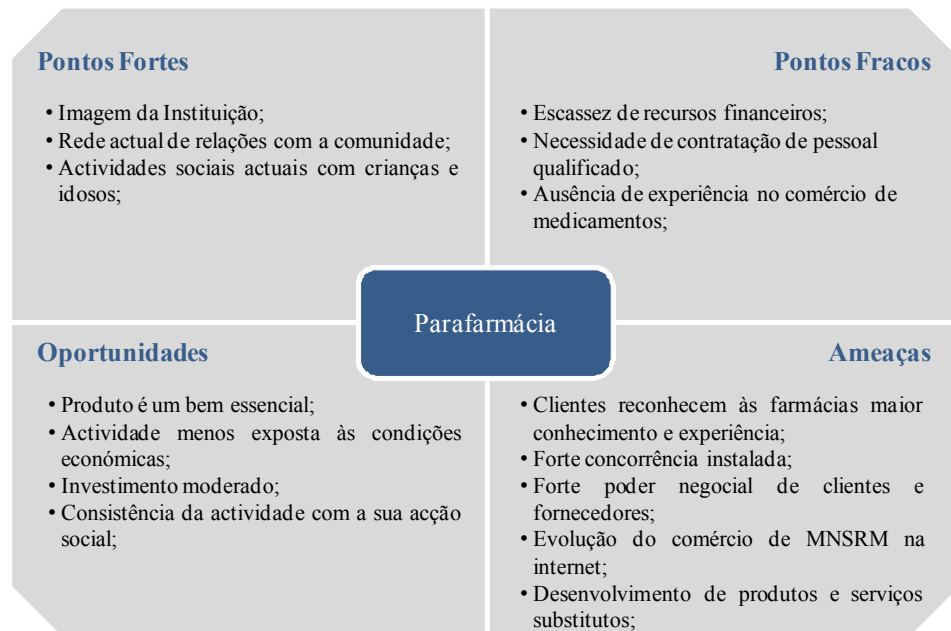 Pontos Fortes
• Imagem da Instituição;
• Rede actual de relações com a comunidade;
• Actividades sociais actuais com crianças e
idosos;
Pontos Fracos
• Escassez de recursos financeiros;
• Necessidade de contratação de pessoal
qualificado;
• Ausência de experiência no comércio de
medicamentos;
Parafarmácia
Oportunidades
• Produto é um bem essencial;
• Actividade menos exposta às condições
económicas;
• Investimento moderado;
• Consistência da actividade com a sua acção
social;
Ameaças
• Clientes reconhecem às farmácias maior
conhecimento e experiência;
• Forte concorrência instalada;
• Forte poder negocial de clientes e
fornecedores;
• Evolução do comércio de MNSRM na
internet;
• Desenvolvimento de produtos e serviços
substitutos;